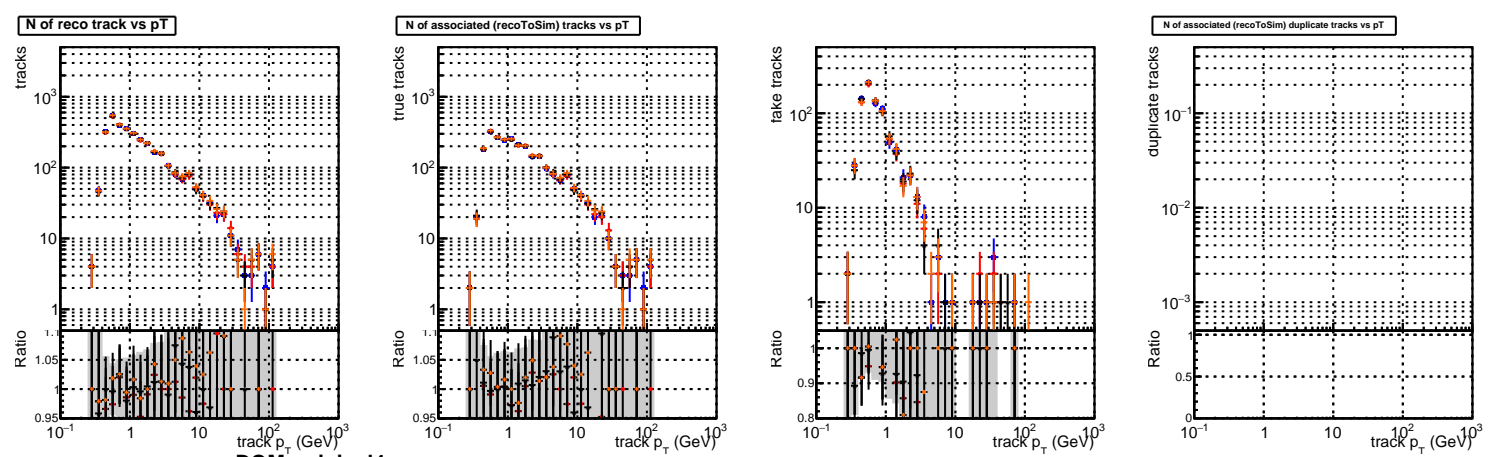 N of reco track vs pT
tracks
10³
10²
10
1
Ratio
1.1
1.05
1
0.95
10⁻¹ 1 10 10² 10³
track p_T (GeV)
N of associated (recoToSim) tracks vs pT
true tracks
10³
10²
10
1
Ratio
1.1
1.05
1
0.95
10⁻¹ 1 10 10² 10³
track p_T (GeV)
fake tracks
10²
10
1
Ratio
1
0.9
0.8
10⁻¹ 1 10 10² 10³
track p_T (GeV)
N of associated (recoToSim) duplicate tracks vs pT
duplicate tracks
10⁻¹
10⁻²
10⁻³
Ratio
1
0.5
0
10⁻¹ 1 10 10² 10³
track p_T (GeV)